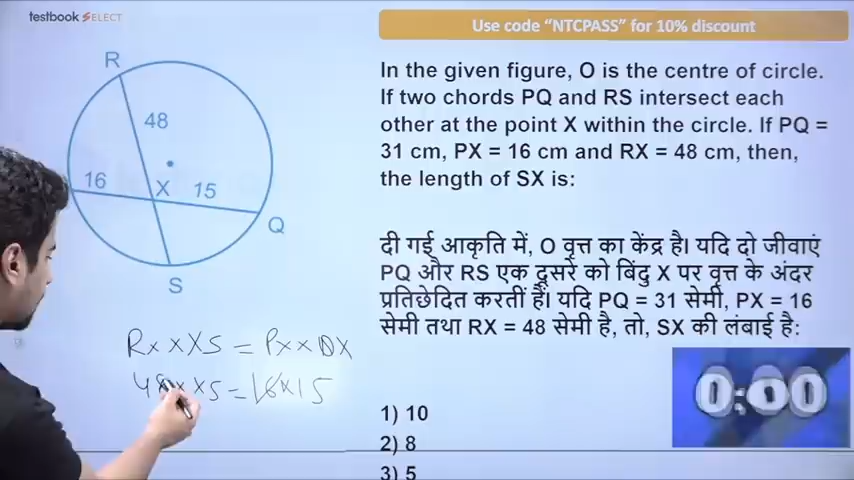 testbook SELECT
Use code “NTCPASS” for 10% discount
R
48
16
X
15
Q
S
In the given figure, O is the centre of circle.
If two chords PQ and RS intersect each
other at the point X within the circle. If PQ =
31 cm, PX = 16 cm and RX = 48 cm, then,
the length of SX is:
दी गई आकृति में, O वृत्त का केंद्र है। यदि दो जीवाएं
PQ और RS एक दूसरे को बिंदु X पर वृत्त के अंदर
प्रतिछेदित करतीं हैं। यदि PQ = 31 सेमी, PX = 16
सेमी तथा RX = 48 सेमी है, तो, SX की लंबाई है:
RX × XS = PX × QX
48 × XS = 16 × 15
0:00
1) 10
2) 8
3) 5